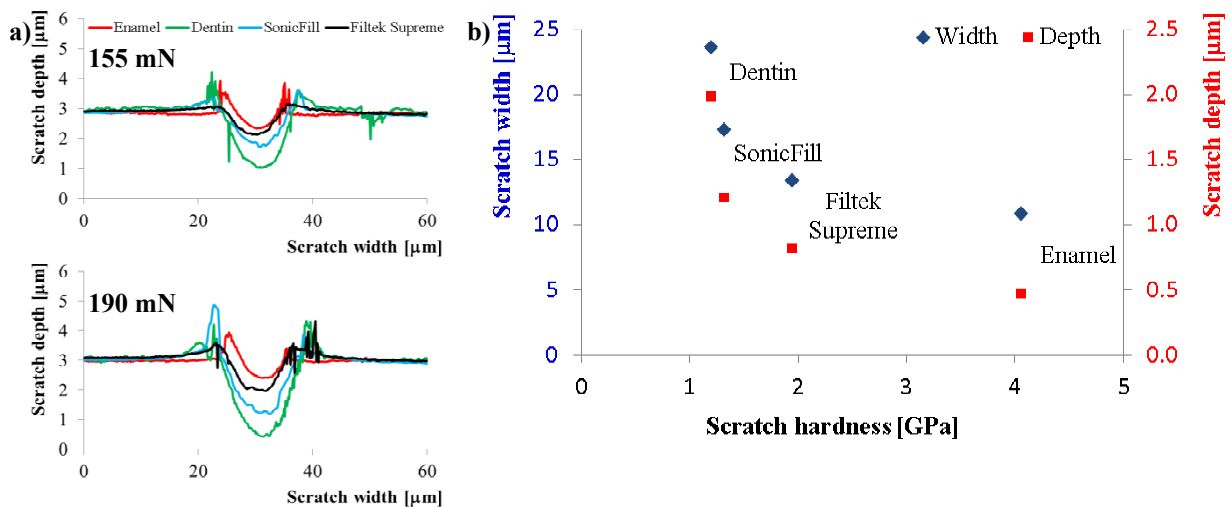 a)
Enamel Dentin SonicFill Filtek Supreme
155 mN
Scratch depth [µm]
6
5
4
3
2
1
0
0 20 40 60
Scratch width [µm]
190 mN
Scratch depth [µm]
6
5
4
3
2
1
0
0 20 40 60
Scratch width [µm]
b)
Width Depth
Scratch width [µm]
25
20
15
10
5
0
Dentin
SonicFill
Filtek
Supreme
Enamel
2.5
2.0
1.5
1.0
0.5
0.0
Scratch depth [µm]
0 1 2 3 4 5
Scratch hardness [GPa]